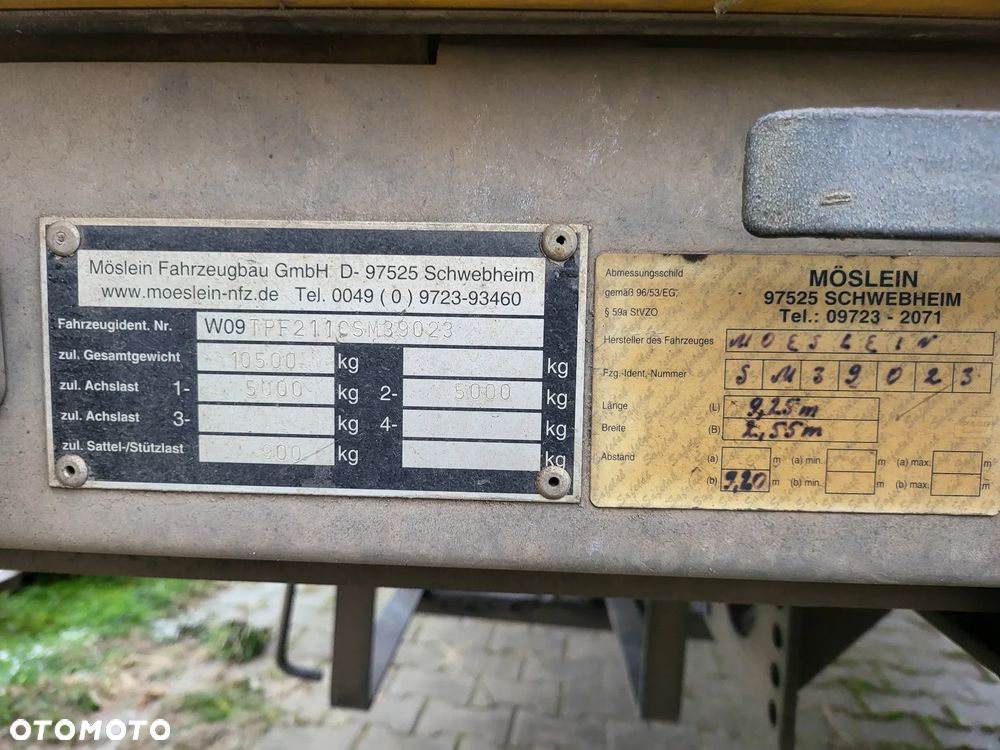 Möslein Fahrzeugbau GmbH D- 97525 Schwebheim
www.moeslein-nfz.de Tel. 0049 ( 0 ) 9723-93460
Fahrzeugident. Nr. W09TPF211CSM39023
zul. Gesamtgewicht 10500 kg kg
zul. Achslast 1- 5000 kg 2- 5000 kg
zul. Achslast 3- kg 4- kg
zul. Sattel-/Stützlast 900 kg kg
Abmessungsschild
gemäß 96/53/EG
§ 59a StVZO
MÖSLEIN
97525 SCHWEBHEIM
Tel.: 09723 - 2071
Hersteller des Fahrzeuges MOESLEIN
Fzg.-Ident.-Nummer SM39023
Länge (L) 9,25m
Breite (B) 2,55m
Abstand (a) m (a) min. m (a) max. m
(b) 9,20 m (b) min. m (b) max. m
OTOMOTO